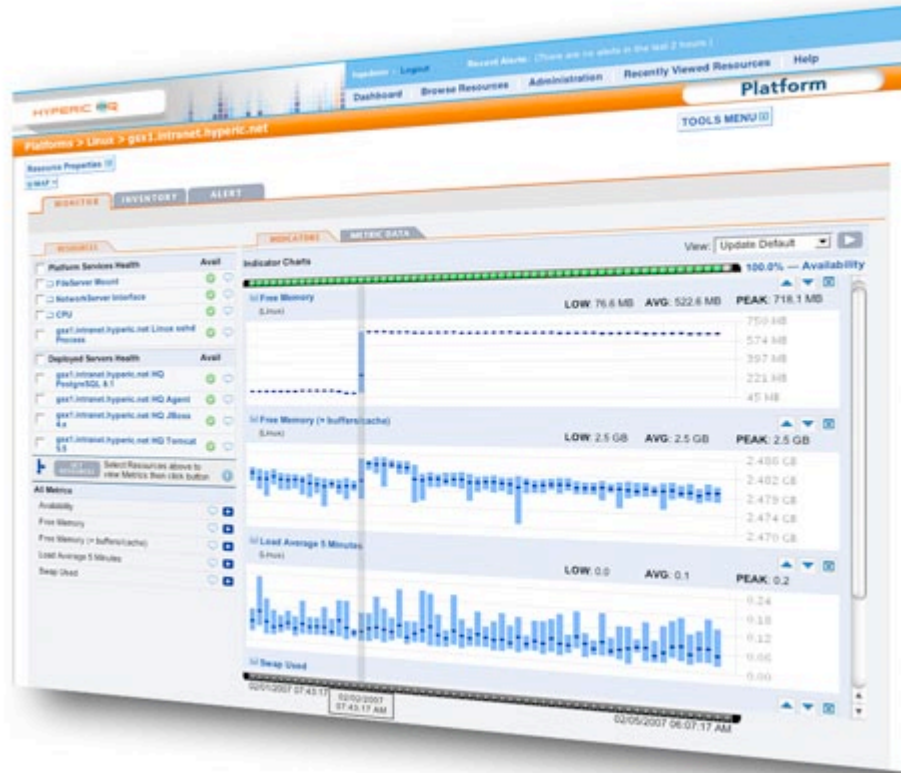 hqadmin Logout Recent Alerts: (There are no alerts in the last 2 hours.)
HYPERIC HQ
Dashboard Browse Resources Administration Recently Viewed Resources Help
Platform
Platforms > Linux > gsx1.intranet.hyperic.net
TOOLS MENU
Resource Properties
MAP
MONITOR INVENTORY ALERT
RESOURCES
Platform Services Health Avail
FileServer Mount
NetworkServer Interface
CPU
gsx1.intranet.hyperic.net Linux sshd
Process
Deployed Servers Health Avail
gsx1.intranet.hyperic.net HQ
PostgreSQL 8.1
gsx1.intranet.hyperic.net HQ Agent
gsx1.intranet.hyperic.net HQ JBoss
4.x
gsx1.intranet.hyperic.net HQ Tomcat
5.5
Select Resources above to
view Metrics then click button
All Metrics
Availability
Free Memory
Free Memory (+ buffers/cache)
Load Average 5 Minutes
Swap Used
INDICATORS METRIC DATA
View: Update Default
Indicator Charts
100.0% — Availability
Free Memory
(Linux)
LOW: 76.6 MB AVG: 522.6 MB PEAK: 718.1 MB
750 MB
574 MB
397 MB
221 MB
45 MB
Free Memory (+ buffers/cache)
(Linux)
LOW: 2.5 GB AVG: 2.5 GB PEAK: 2.5 GB
2.486 GB
2.482 GB
2.479 GB
2.474 GB
2.470 GB
Load Average 5 Minutes
(Linux)
LOW: 0.0 AVG: 0.1 PEAK: 0.2
0.24
0.18
0.12
0.06
0.00
Swap Used
02/01/2007 07:43:17
02/02/2007
07:43:17 AM
02/05/2007 06:07:17 AM